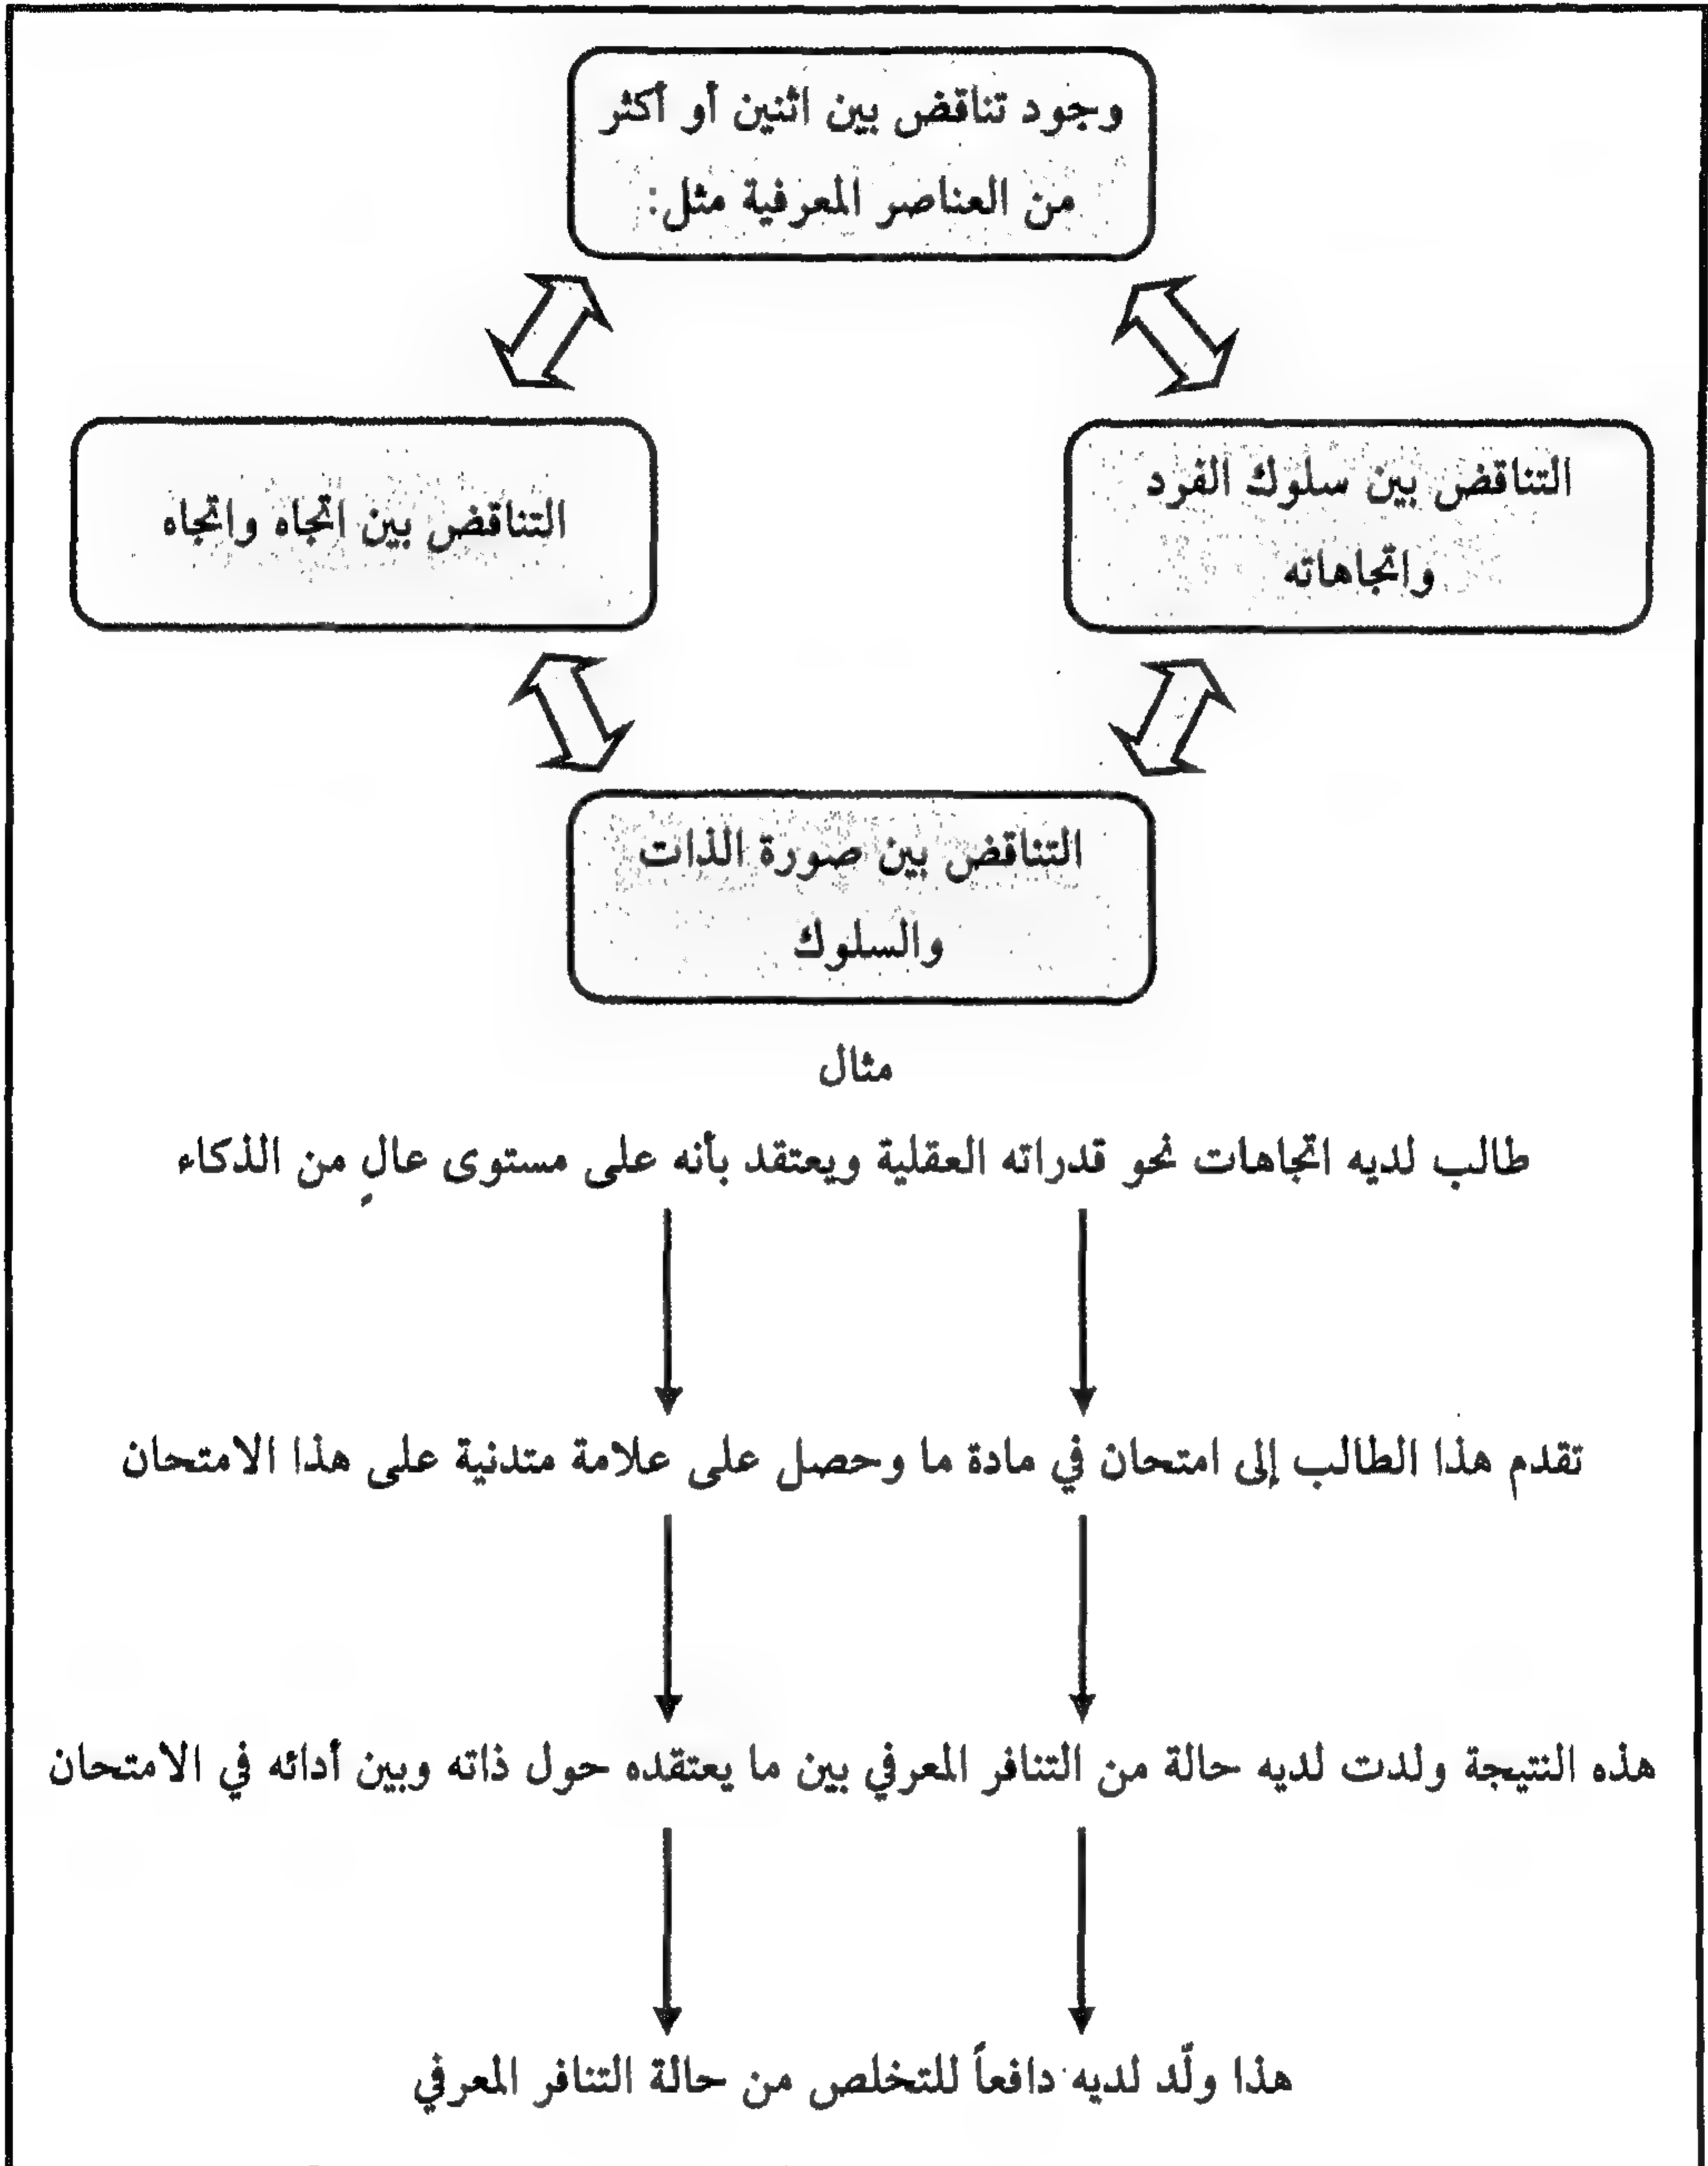 وجود تناقض بين اثنين أو أكثر
من العناصر المعرفية مثل:
التناقض بين سلوك الفرد
واتجاهاته
التناقض بين اتجاه واتجاه
التناقض بين صورة الذات
والسلوك
مثال
طالب لديه اتجاهات نحو قدراته العقلية ويعتقد بأنه على مستوى عالٍ من الذكاء
تقدم هذا الطالب إلى امتحان في مادة ما وحصل على علامة متدنية على هذا الامتحان
هذه النتيجة ولدت لديه حالة من التنافر المعرفي بين ما يعتقده حول ذاته وبين أدائه في الامتحان
هذا ولّد لديه دافعاً للتخلص من حالة التنافر المعرفي